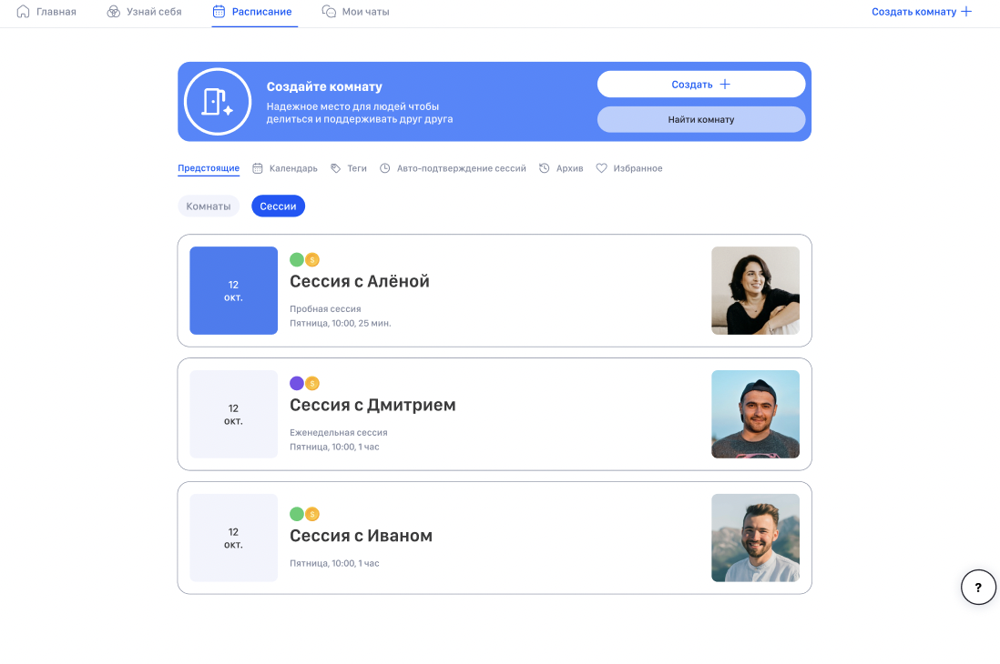 Главная
Узнай себя
Расписание
Мои чаты
Создать комнату
Создайте комнату
Надежное место для людей чтобы
делиться и поддерживать друг друга
Создать
Найти комнату
Предстоящие
Календарь
Теги
Авто-подтверждение сессий
Архив
Избранное
Комнаты
Сессии
12
окт.
$
Сессия с Алёной
Пробная сессия
Пятница, 10:00, 25 мин.
12
окт.
$
Сессия с Дмитрием
Еженедельная сессия
Пятница, 10:00, 1 час
12
окт.
$
Сессия с Иваном
Пятница, 10:00, 1 час
?